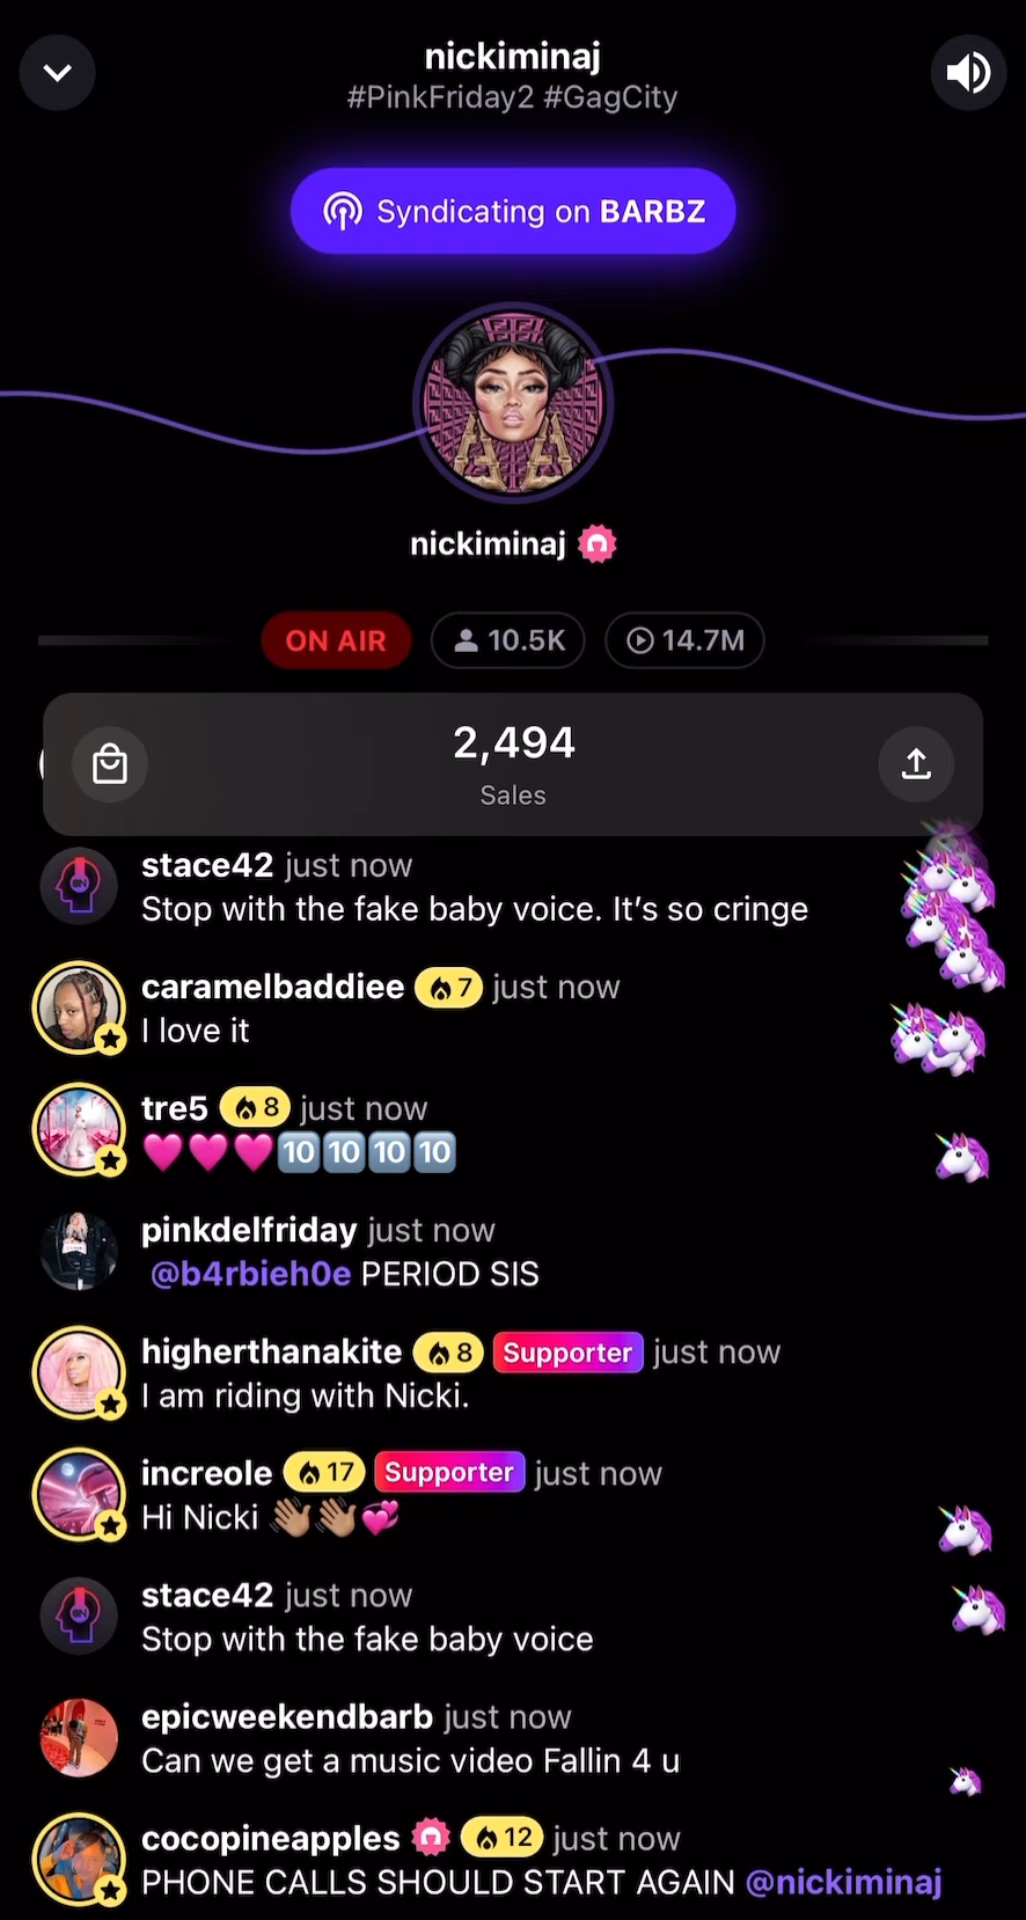 nickiminaj
#PinkFriday2 #GagCity
Syndicating on BARBZ
nickiminaj
ON AIR 10.5K 14.7M
2,494
Sales
stace42 just now
Stop with the fake baby voice. It’s so cringe
caramelbaddiee 7 just now
I love it
tre5 8 just now
🩷🩷🩷🔟🔟🔟🔟
pinkdelfriday just now
@b4rbieh0e PERIOD SIS
higherthanakite 8 Supporter just now
I am riding with Nicki.
increole 17 Supporter just now
Hi Nicki 👋🏽👋🏽💞
stace42 just now
Stop with the fake baby voice
epicweekendbarb just now
Can we get a music video Fallin 4 u
cocopineapples 12 just now
PHONE CALLS SHOULD START AGAIN @nickiminaj